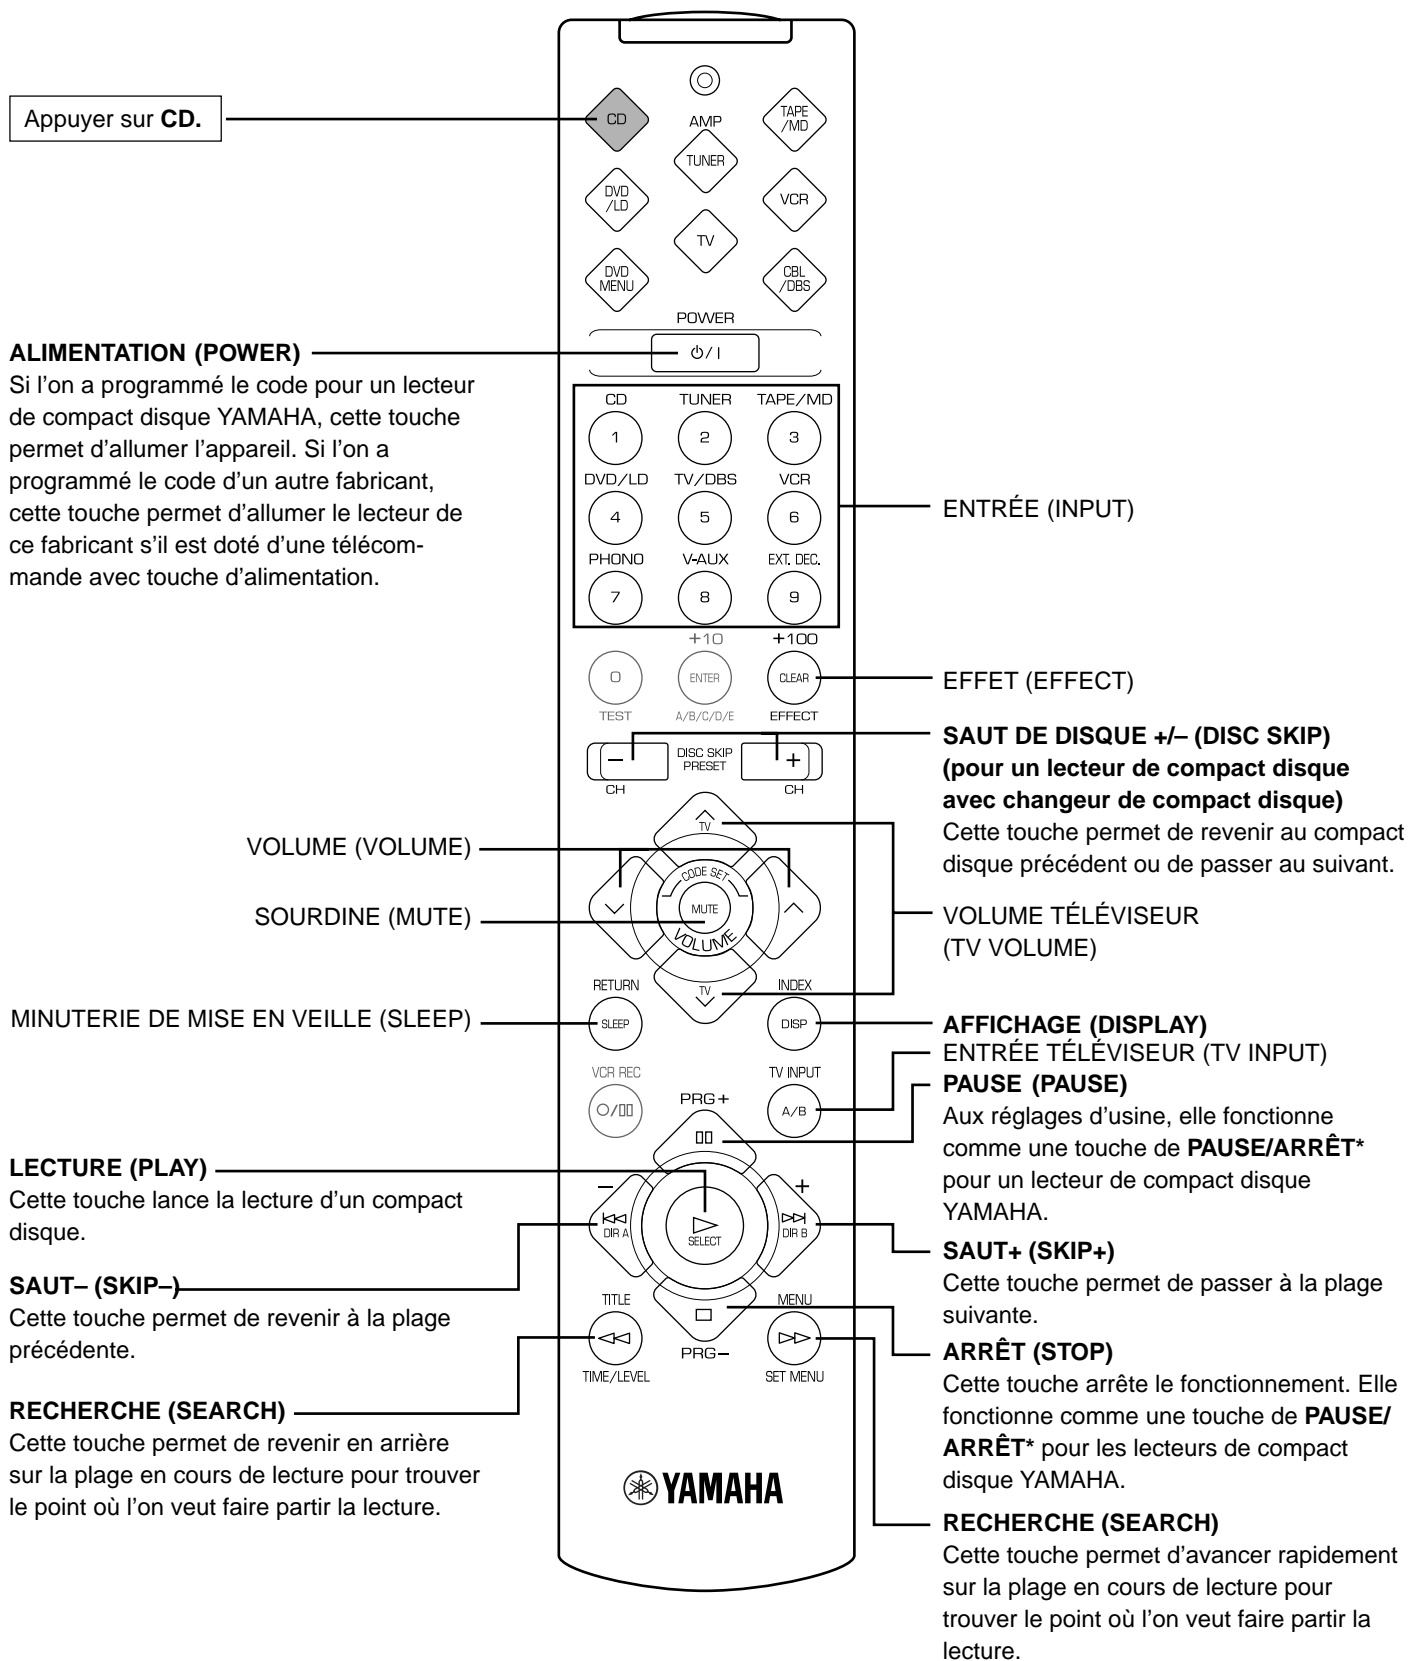 Appuyer sur CD.
CD
AMP
TAPE
/MD
TUNER
DVD
/LD
VCR
TV
DVD
MENU
CBL
/DBS
POWER
ALIMENTATION (POWER)
Si l'on a programmé le code pour un lecteur
de compact disque YAMAHA, cette touche
permet d'allumer l'appareil. Si l'on a
programmé le code d'un autre fabricant,
cette touche permet d'allumer le lecteur de
ce fabricant s'il est doté d'une télécom-
mande avec touche d'alimentation.
⏻/I
CD TUNER TAPE/MD
1 2 3
DVD/LD TV/DBS VCR
4 5 6
PHONO V-AUX EXT. DEC.
7 8 9
+10 +100
0 ENTER CLEAR
TEST A/B/C/D/E EFFECT
ENTRÉE (INPUT)
EFFET (EFFECT)
– DISC SKIP +
PRESET
CH CH
SAUT DE DISQUE +/– (DISC SKIP)
(pour un lecteur de compact disque
avec changeur de compact disque)
Cette touche permet de revenir au compact
disque précédent ou de passer au suivant.
TV
CODE SET
MUTE
VOLUME
TV
VOLUME (VOLUME)
SOURDINE (MUTE)
VOLUME TÉLÉVISEUR
(TV VOLUME)
RETURN INDEX
SLEEP DISP
MINUTERIE DE MISE EN VEILLE (SLEEP)
AFFICHAGE (DISPLAY)
ENTRÉE TÉLÉVISEUR (TV INPUT)
VCR REC TV INPUT
A/B
PRG+
PAUSE (PAUSE)
Aux réglages d'usine, elle fonctionne
comme une touche de PAUSE/ARRÊT*
pour un lecteur de compact disque
YAMAHA.
LECTURE (PLAY)
Cette touche lance la lecture d'un compact
disque.
– +
DIR A SELECT DIR B
SAUT– (SKIP–)
Cette touche permet de revenir à la plage
précédente.
SAUT+ (SKIP+)
Cette touche permet de passer à la plage
suivante.
TITLE MENU
PRG–
TIME/LEVEL SET MENU
ARRÊT (STOP)
Cette touche arrête le fonctionnement. Elle
fonctionne comme une touche de PAUSE/
ARRÊT* pour les lecteurs de compact
disque YAMAHA.
RECHERCHE (SEARCH)
Cette touche permet de revenir en arrière
sur la plage en cours de lecture pour trouver
le point où l'on veut faire partir la lecture.
YAMAHA
RECHERCHE (SEARCH)
Cette touche permet d'avancer rapidement
sur la plage en cours de lecture pour
trouver le point où l'on veut faire partir la
lecture.